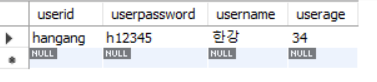 userid userpassword username userage
hangang h12345 한강 34
NULL NULL NULL NULL